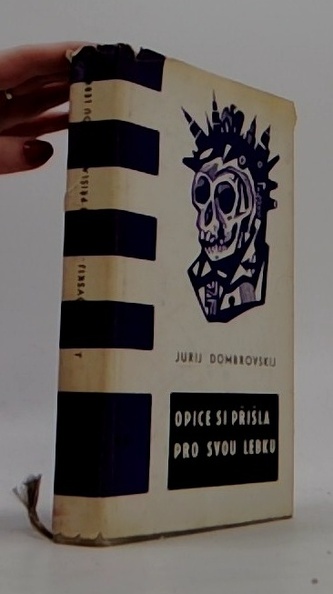 JURIJ DOMBROVSKIJ
OPICE SI PŘIŠLA
PRO SVOU LEBKU